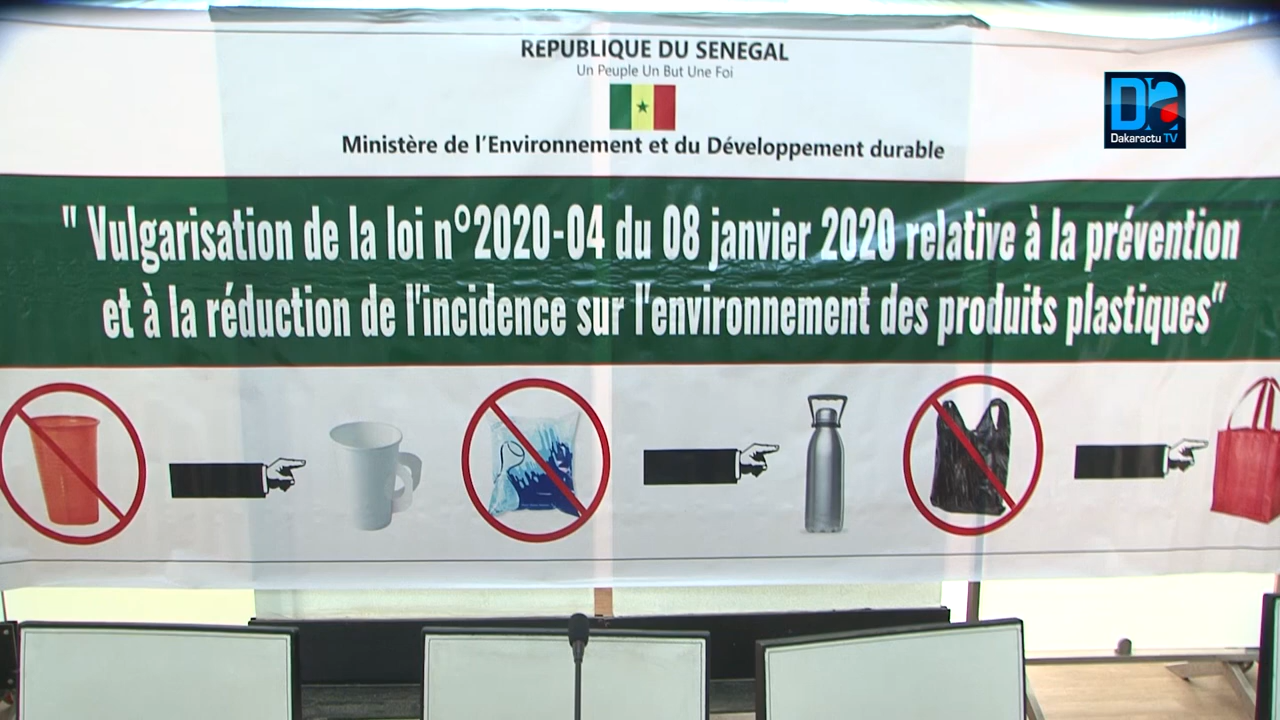 REPUBLIQUE DU SENEGAL
Un Peuple Un But Une Foi
Ministère de l'Environnement et du Développement durable
Dakaractu TV
" Vulgarisation de la loi n°2020-04 du 08 janvier 2020 relative à la prévention
et à la réduction de l'incidence sur l'environnement des produits plastiques"